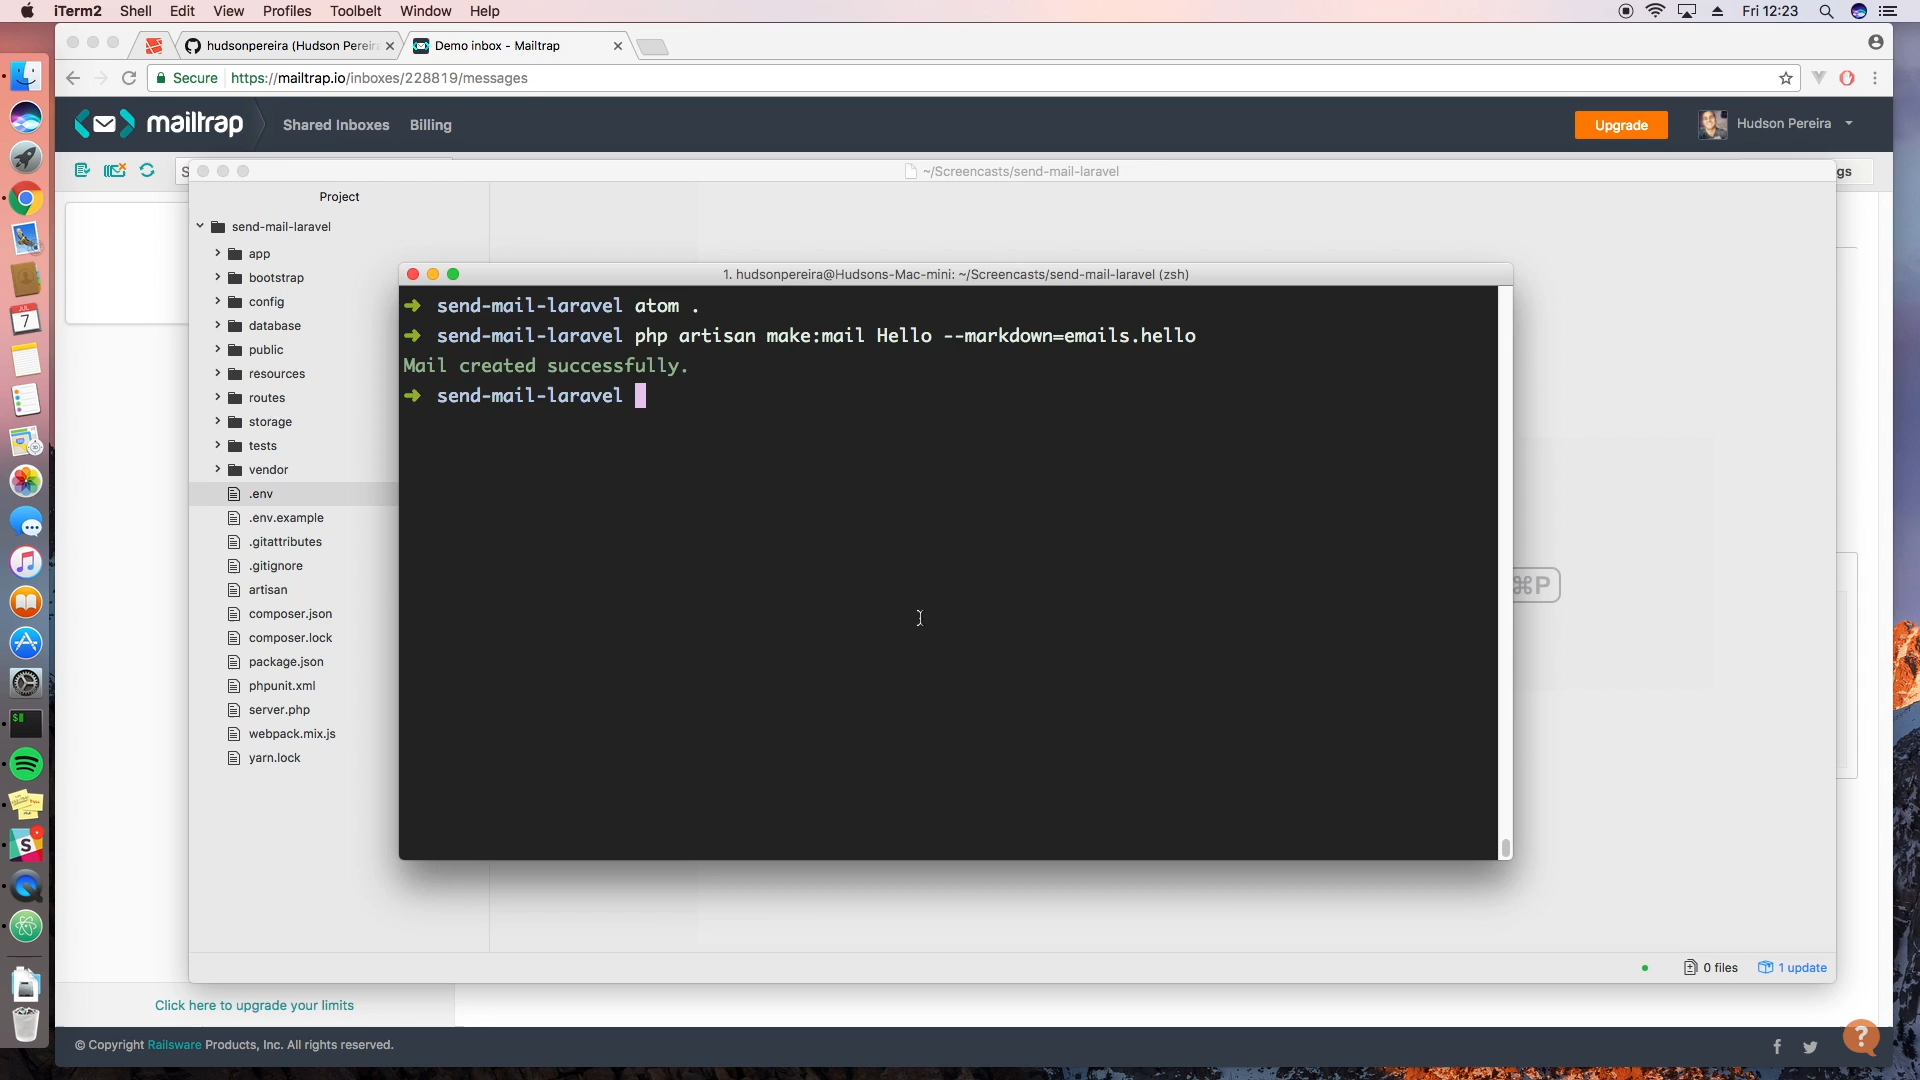 iTerm2 Shell Edit View Profiles Toolbelt Window Help Fri 12:23
hudsonpereira (Hudson Pereir
Demo inbox - Mailtrap
Secure https://mailtrap.io/inboxes/228819/messages
mailtrap Shared Inboxes Billing Upgrade Hudson Pereira
S ~/Screencasts/send-mail-laravel gs
Project
send-mail-laravel
app
bootstrap
config
database
public
resources
routes
storage
tests
vendor
.env
.env.example
.gitattributes
.gitignore
artisan
composer.json
composer.lock
package.json
phpunit.xml
server.php
webpack.mix.js
yarn.lock
1. hudsonpereira@Hudsons-Mac-mini: ~/Screencasts/send-mail-laravel (zsh)
➜ send-mail-laravel atom .
➜ send-mail-laravel php artisan make:mail Hello --markdown=emails.hello
Mail created successfully.
➜ send-mail-laravel
⌘P
0 files 1 update
Click here to upgrade your limits
© Copyright Railsware Products, Inc. All rights reserved.
JUL
7
?